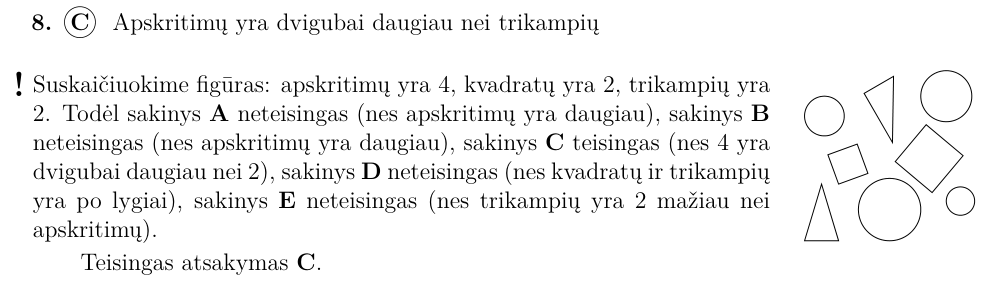 8. C Apskritimų yra dvigubai daugiau nei trikampių
! Suskaičiuokime figūras: apskritimų yra 4, kvadratų yra 2, trikampių yra
2. Todėl sakinys A neteisingas (nes apskritimų yra daugiau), sakinys B
neteisingas (nes apskritimų yra daugiau), sakinys C teisingas (nes 4 yra
dvigubai daugiau nei 2), sakinys D neteisingas (nes kvadratų ir trikampių
yra po lygiai), sakinys E neteisingas (nes trikampių yra 2 mažiau nei
apskritimų).
Teisingas atsakymas C.